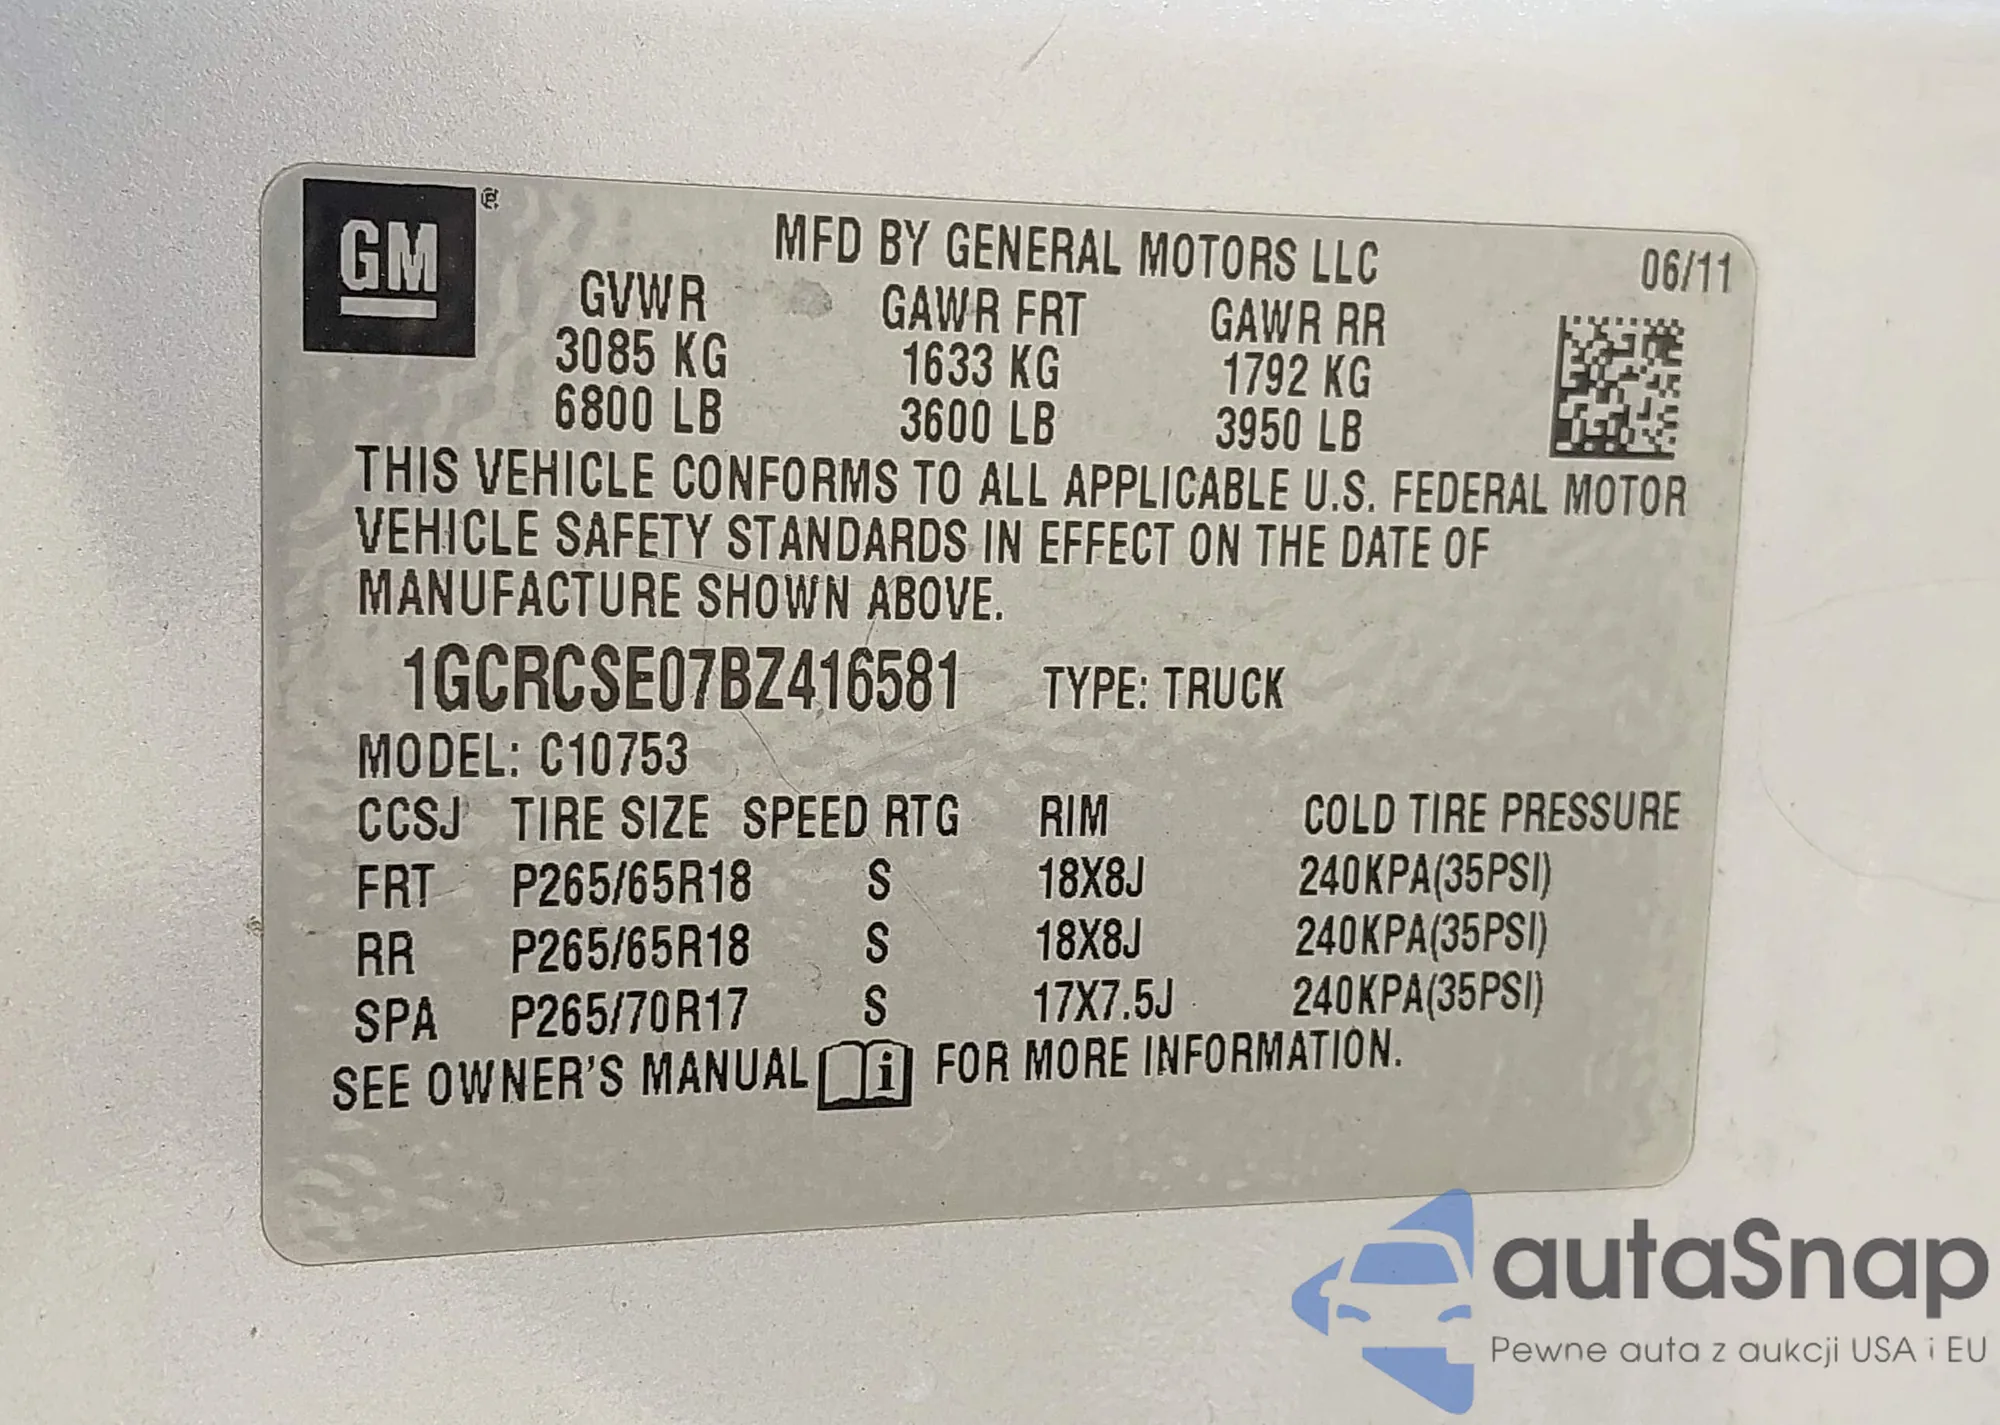 GM
MFD BY GENERAL MOTORS LLC 06/11
GVWR GAWR FRT GAWR RR
3085 KG 1633 KG 1792 KG
6800 LB 3600 LB 3950 LB
THIS VEHICLE CONFORMS TO ALL APPLICABLE U.S. FEDERAL MOTOR
VEHICLE SAFETY STANDARDS IN EFFECT ON THE DATE OF
MANUFACTURE SHOWN ABOVE.
1GCRCSE07BZ416581 TYPE: TRUCK
MODEL: C10753
CCSJ TIRE SIZE SPEED RTG RIM COLD TIRE PRESSURE
FRT P265/65R18 S 18X8J 240KPA(35PSI)
RR P265/65R18 S 18X8J 240KPA(35PSI)
SPA P265/70R17 S 17X7.5J 240KPA(35PSI)
SEE OWNER'S MANUAL i FOR MORE INFORMATION.
autaSnap
Pewne auta z aukcji USA i EU